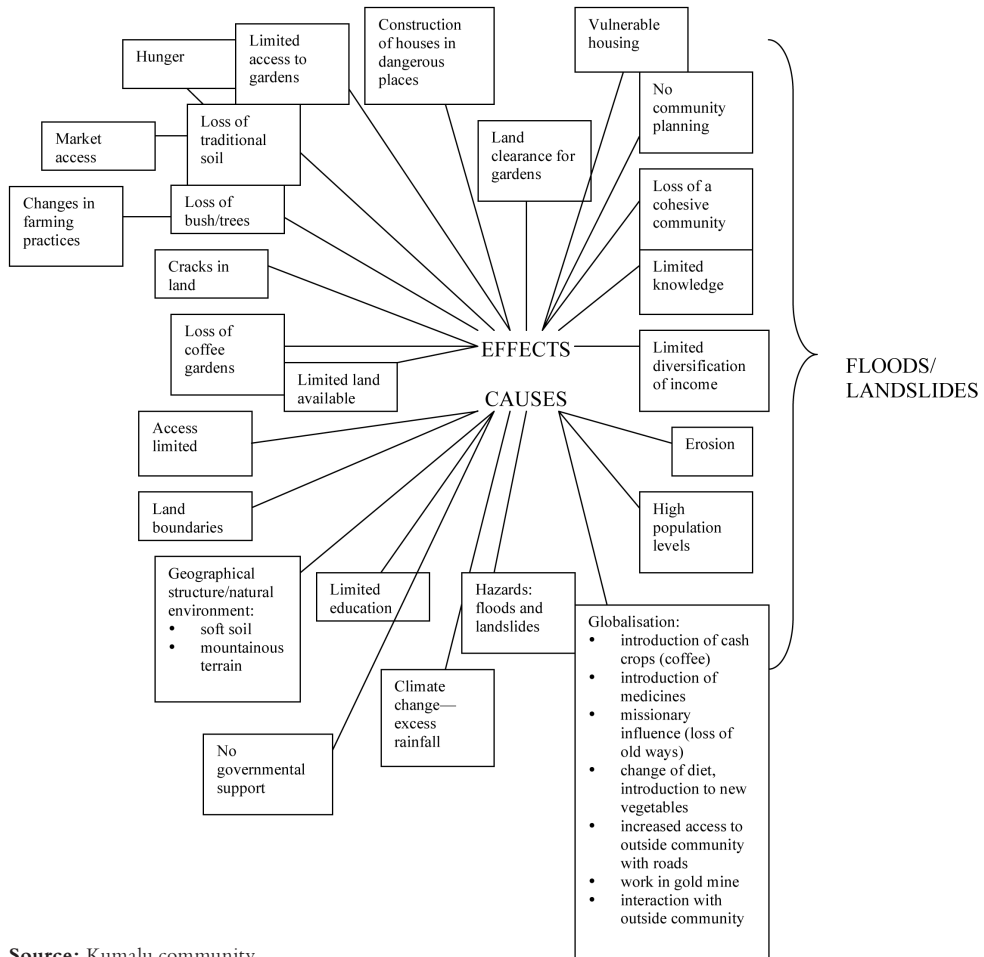 Hunger
Limited
access to
gardens
Construction
of houses in
dangerous
places
Vulnerable
housing
No
community
planning
Market
access
Loss of
traditional
soil
Land
clearance for
gardens
Changes in
farming
practices
Loss of
bush/trees
Loss of a
cohesive
community
Cracks in
land
Limited
knowledge
Loss of
coffee
gardens
Limited land
available
EFFECTS
Limited
diversification
of income
FLOODS/
LANDSLIDES
CAUSES
Access
limited
Erosion
Land
boundaries
High
population
levels
Geographical
structure/natural
environment:
• soft soil
• mountainous
terrain
Limited
education
Hazards:
floods and
landslides
Globalisation:
• introduction of cash
crops (coffee)
• introduction of
medicines
• missionary
influence (loss of
old ways)
• change of diet,
introduction to new
vegetables
• increased access to
outside community
with roads
• work in gold mine
• interaction with
outside community
Climate
change—
excess
rainfall
No
governmental
support
Source: Kumalu community